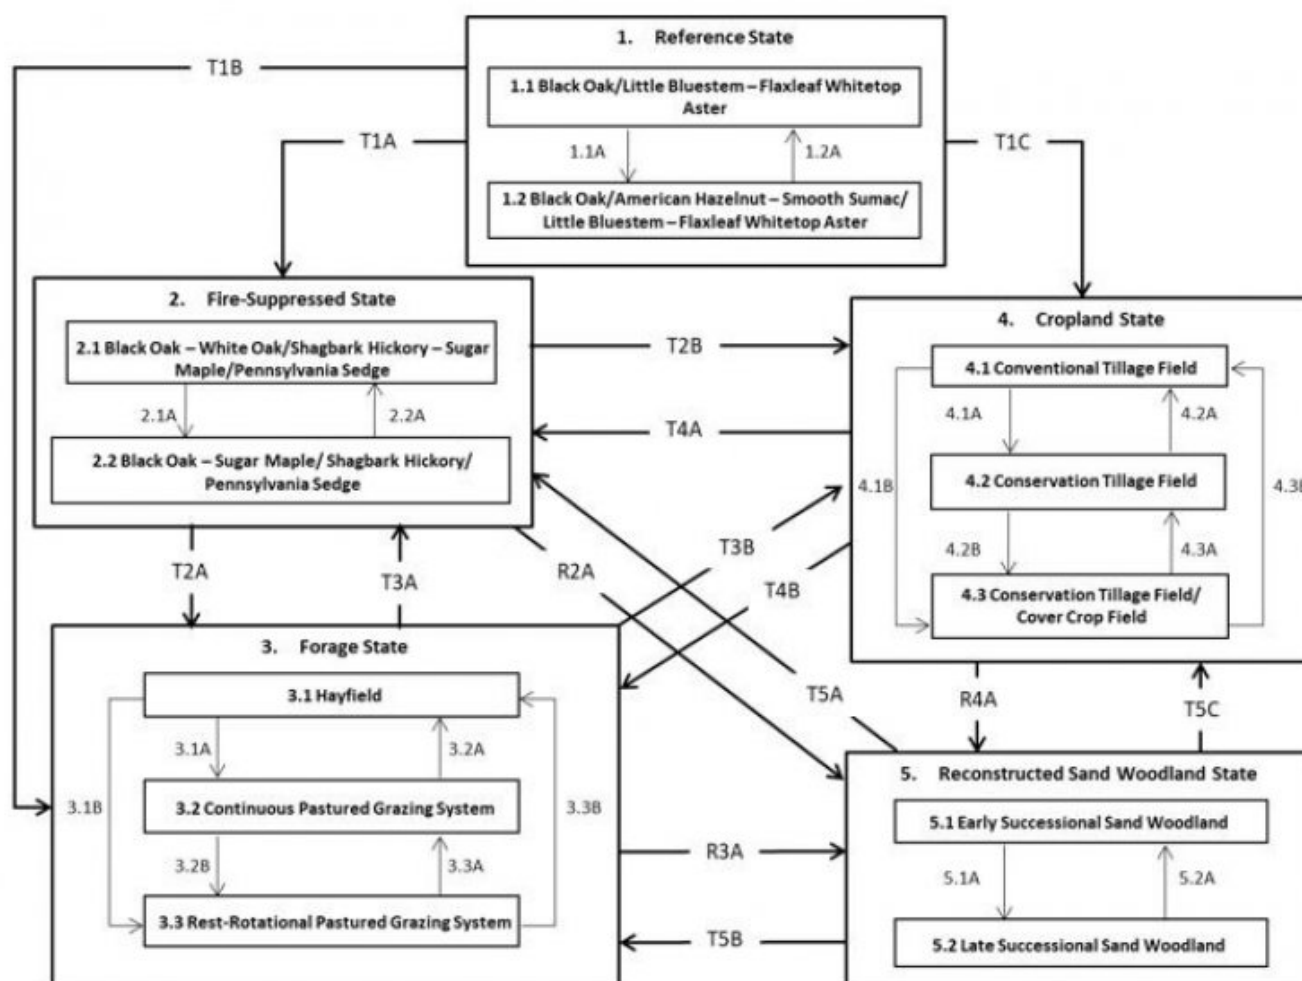 1. Reference State
T1B
1.1 Black Oak/Little Bluestem – Flaxleaf Whitetop
Aster
T1A
1.1A
1.2A
T1C
1.2 Black Oak/American Hazelnut – Smooth Sumac/
Little Bluestem – Flaxleaf Whitetop Aster
2. Fire-Suppressed State
2.1 Black Oak – White Oak/Shagbark Hickory – Sugar
Maple/Pennsylvania Sedge
2.1A
2.2A
2.2 Black Oak – Sugar Maple/ Shagbark Hickory/
Pennsylvania Sedge
T2B
T4A
4. Cropland State
4.1 Conventional Tillage Field
4.1A
4.2A
4.2 Conservation Tillage Field
4.1B
4.3B
4.2B
4.3A
4.3 Conservation Tillage Field/
Cover Crop Field
T2A
T3A
R2A
T3B
T4B
T5A
R4A
T5C
3. Forage State
3.1 Hayfield
3.1A
3.2A
3.2 Continuous Pastured Grazing System
3.1B
3.3B
3.2B
3.3A
3.3 Rest-Rotational Pastured Grazing System
R3A
T5B
5. Reconstructed Sand Woodland State
5.1 Early Successional Sand Woodland
5.1A
5.2A
5.2 Late Successional Sand Woodland